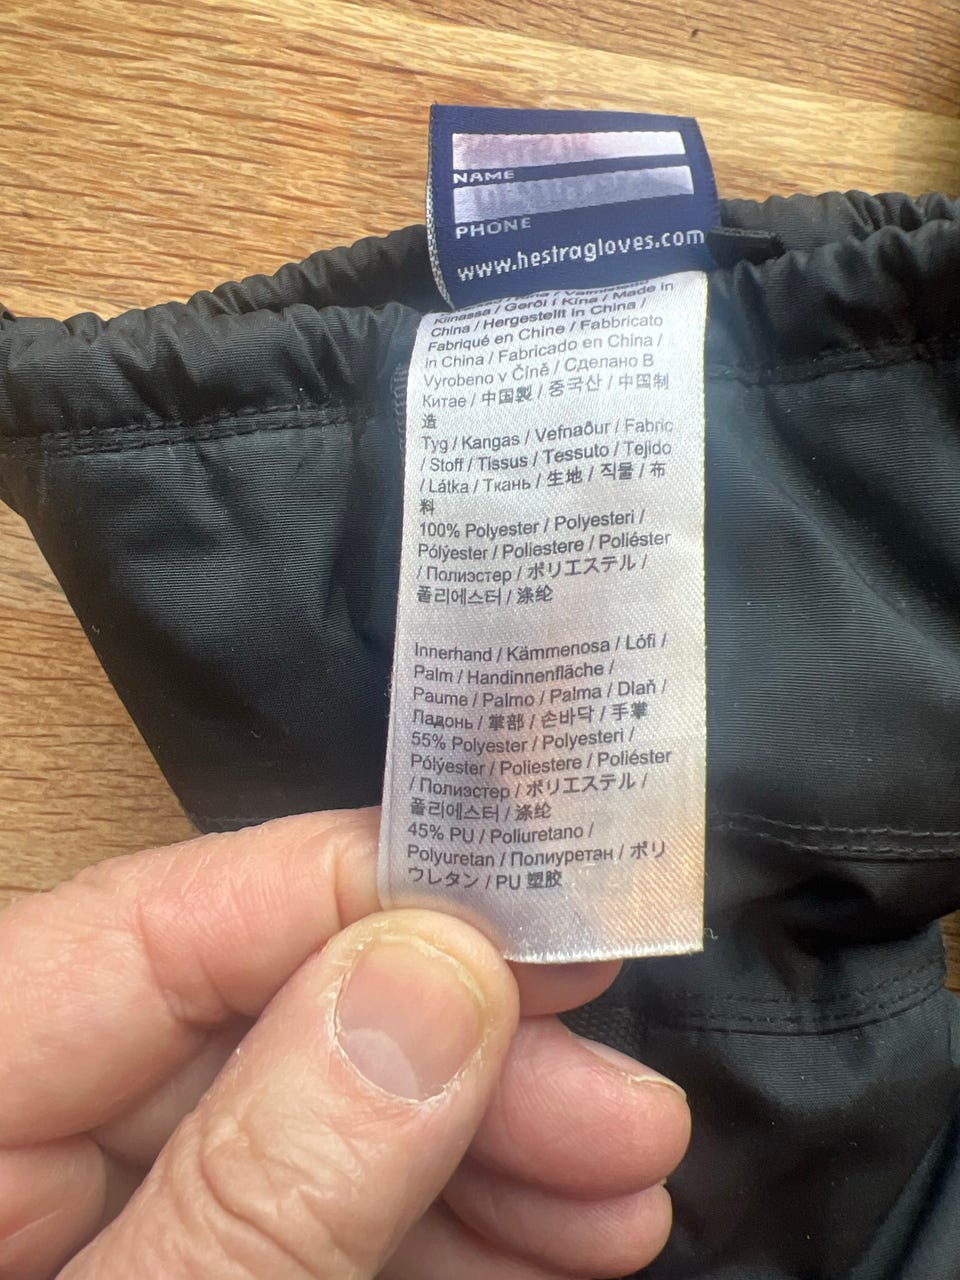 NAME
PHONE
www.hestragloves.com
Kiinassa / Gerði í Kína / Made in
China / Hergestellt in China /
Fabriqué en Chine / Fabbricato
in China / Fabricado en China /
Vyrobeno v Číně / Сделано В
Китае / 中国製 / 중국산 / 中国制
造
Tyg / Kangas / Vefnaður / Fabric
/ Stoff / Tissus / Tessuto / Tejido
/ Látka / Ткань / 生地 / 직물 / 布
料
100% Polyester / Polyesteri /
Pólýester / Poliestere / Poliéster
/ Полиэстер / ポリエステル /
폴리에스터 / 涤纶
Innerhand / Kämmenosa / Lófi /
Palm / Handinnenfläche /
Paume / Palmo / Palma / Dlaň /
Ладонь / 掌部 / 손바닥 / 手掌
55% Polyester / Polyesteri /
Pólýester / Poliestere / Poliéster
/ Полиэстер / ポリエステル /
폴리에스터 / 涤纶
45% PU / Poliuretano /
Polyuretan / Полиуретан / ポリ
ウレタン / PU 塑胶